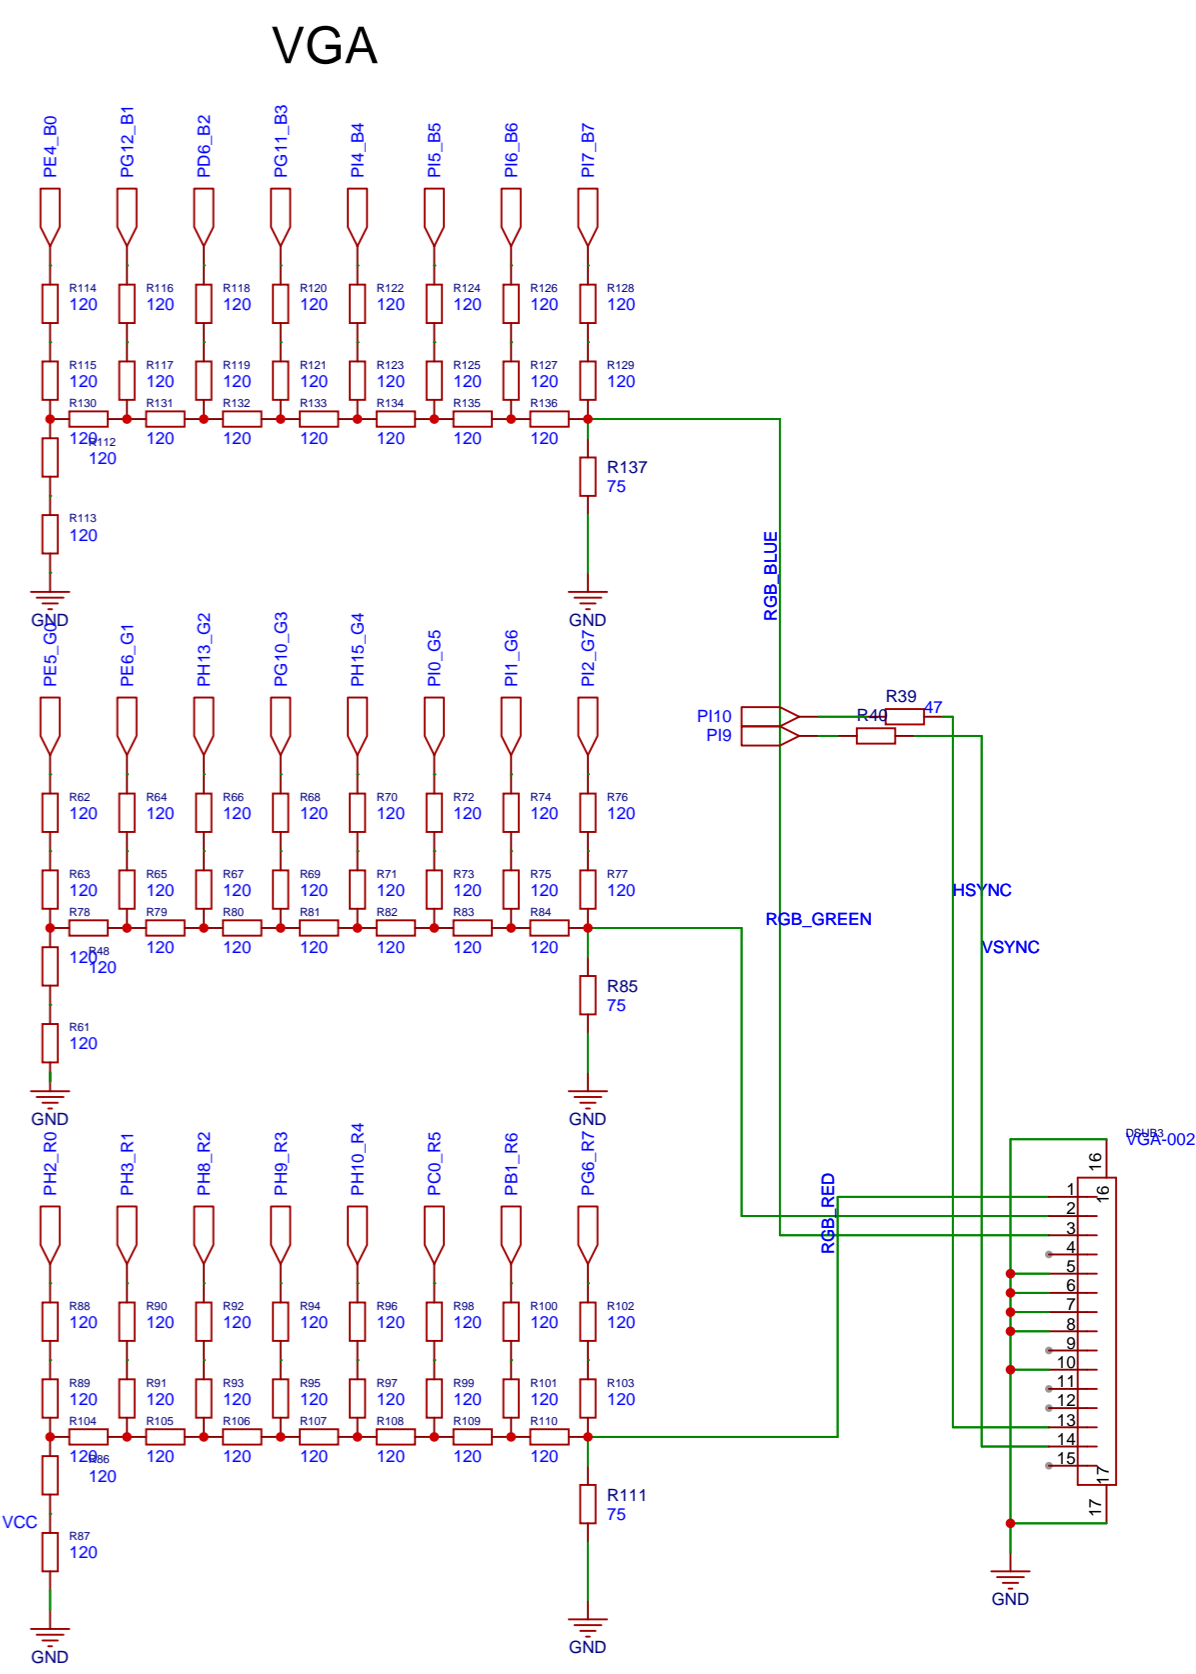 VGA
PE4_B0 PG12_B1 PD6_B2 PG11_B3 PI4_B4 PI5_B5 PI6_B6 PI7_B7
R114 R116 R118 R120 R122 R124 R126 R128
120 120 120 120 120 120 120 120
R115 R117 R119 R121 R123 R125 R127 R129
120 120 120 120 120 120 120 120
R130 R131 R132 R133 R134 R135 R136
120 120 120 120 120 120 120
R112
120
R137
75
R113
120
GND GND
RGB_BLUE
PE5_G0 PE6_G1 PH13_G2 PG10_G3 PH15_G4 PI0_G5 PI1_G6 PI2_G7
R39
47
PI10
R40
PI9
R62 R64 R66 R68 R70 R72 R74 R76
120 120 120 120 120 120 120 120
R63 R65 R67 R69 R71 R73 R75 R77
120 120 120 120 120 120 120 120
HSYNC
R78 R79 R80 R81 R82 R83 R84
RGB_GREEN
120 120 120 120 120 120 120
VSYNC
R48
120
R85
75
R61
120
GND GND
PH2_R0 PH3_R1 PH8_R2 PH9_R3 PH10_R4 PC0_R5 PB1_R6 PG6_R7
DSUB3
VGA-002
RGB_RED
16
16
1
2
3
4
5
6
7
8
9
10
11
12
13
14
15
17
17
GND
R88 R90 R92 R94 R96 R98 R100 R102
120 120 120 120 120 120 120 120
R89 R91 R93 R95 R97 R99 R101 R103
120 120 120 120 120 120 120 120
R104 R105 R106 R107 R108 R109 R110
120 120 120 120 120 120 120
R86
120
R111
75
VCC
R87
120
GND GND